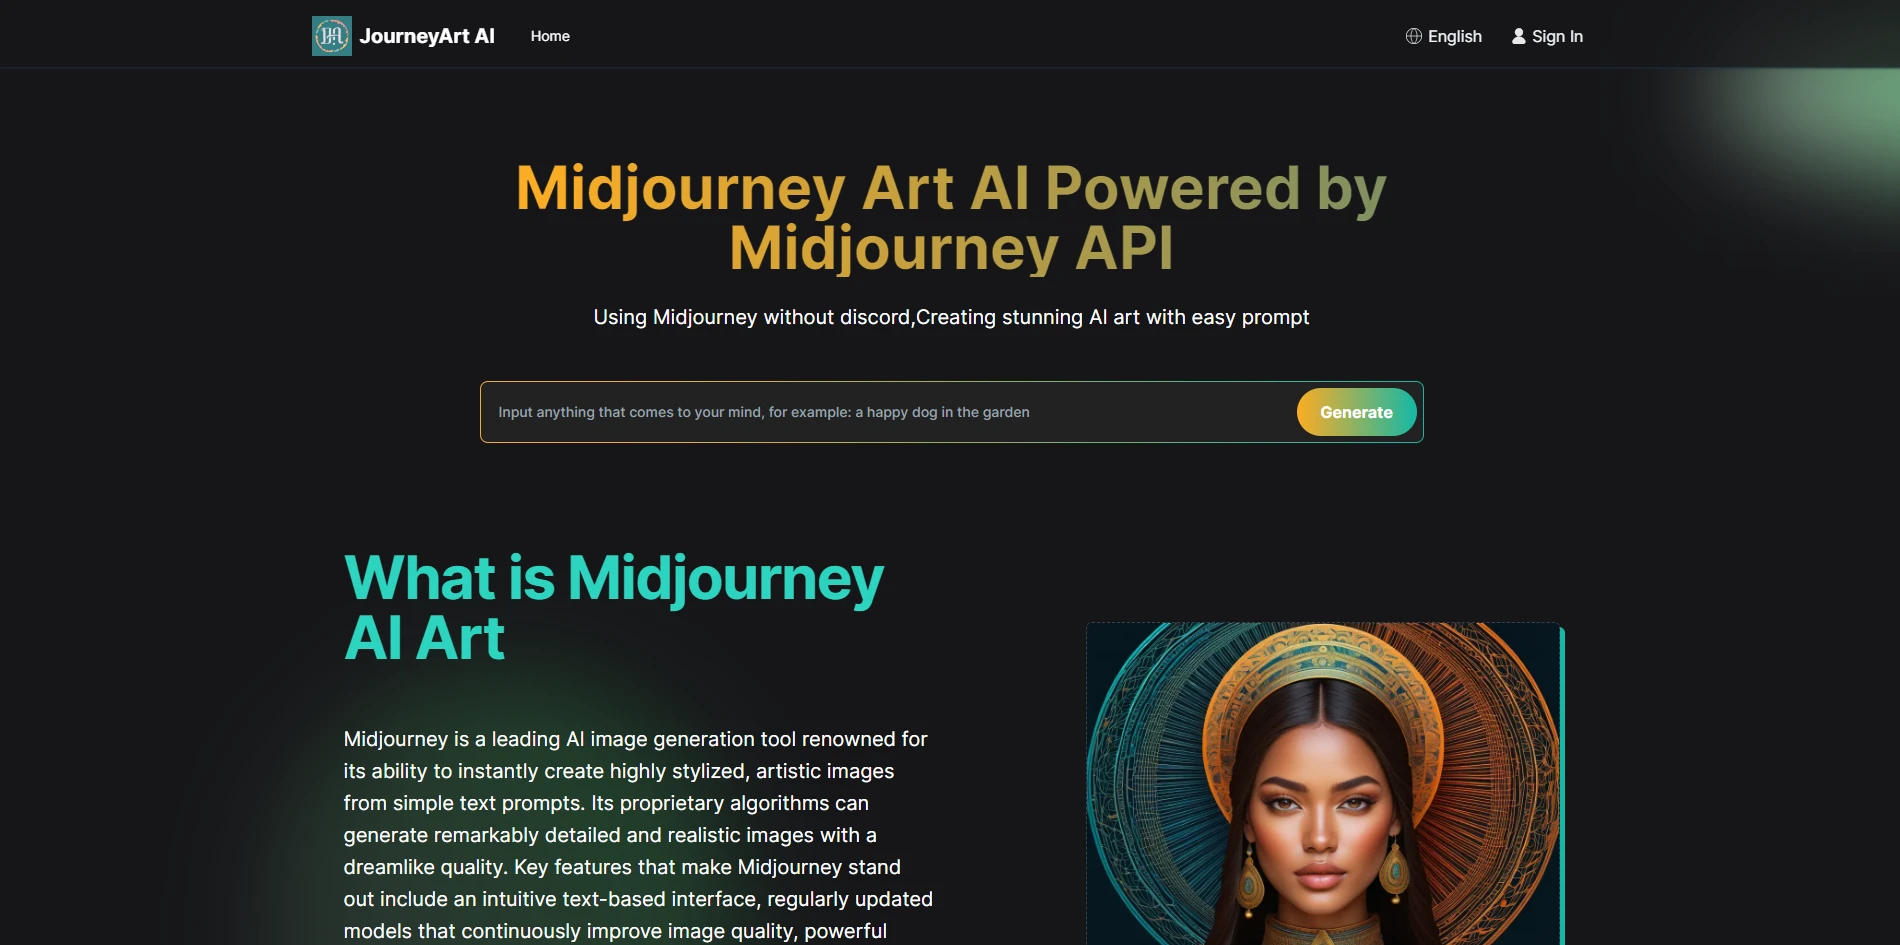 JourneyArt AI
Home
English
Sign In
Midjourney Art AI Powered by
Midjourney API
Using Midjourney without discord,Creating stunning AI art with easy prompt
Input anything that comes to your mind, for example: a happy dog in the garden
Generate
What is Midjourney
AI Art
Midjourney is a leading AI image generation tool renowned for
its ability to instantly create highly stylized, artistic images
from simple text prompts. Its proprietary algorithms can
generate remarkably detailed and realistic images with a
dreamlike quality. Key features that make Midjourney stand
out include an intuitive text-based interface, regularly updated
models that continuously improve image quality, powerful